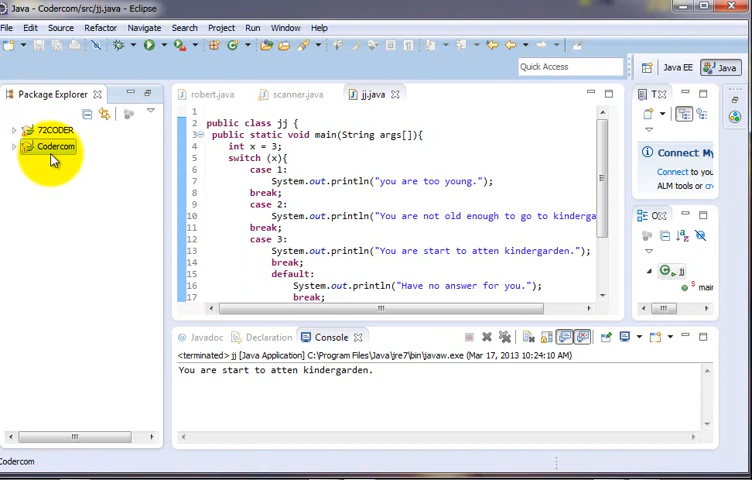 Java - Codercom/src/jj.java - Eclipse
File Edit Source Refactor Navigate Search Project Run Window Help
Quick Access
Java EE
Java
Package Explorer
72CODER
Codercom
robert.java
scanner.java
jj.java
1
2 public class jj {
3 public static void main(String args[]){
4 int x = 3;
5 switch (x){
6 case 1:
7 System.out.println("you are too young.");
8 break;
9 case 2:
10 System.out.println("You are not old enough to go to kinderga
11 break;
12 case 3:
13 System.out.println("You are start to atten kindergarden.");
14 break;
15 default:
16 System.out.println("Have no answer for you.");
17 break;
T
Connect My
Connect to your
ALM tools or cr
O
jj
main
Javadoc
Declaration
Console
<terminated> jj [Java Application] C:\Program Files\Java\jre7\bin\javaw.exe (Mar 17, 2013 10:24:10 AM)
You are start to atten kindergarden.
Codercom